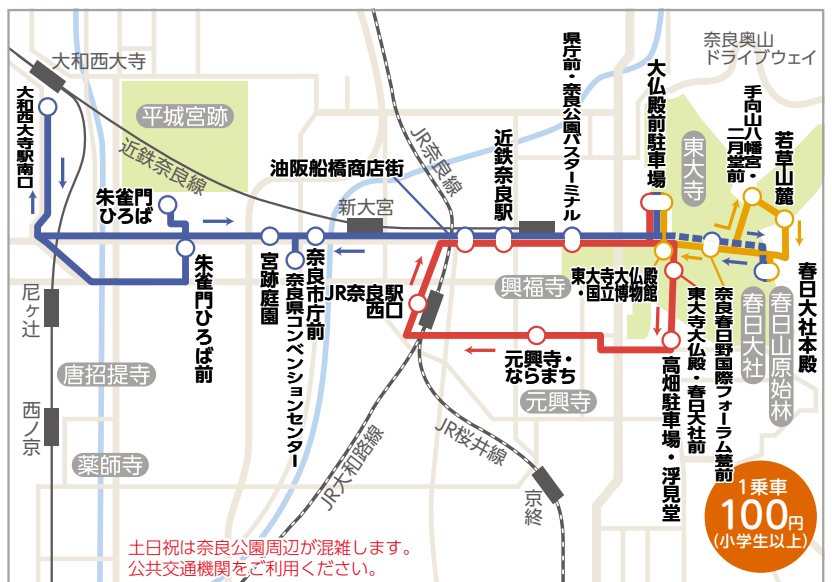 奈良奥山
ドライブウェイ
大和西大寺
県庁前・奈良公園バスターミナル
大仏殿前駐車場
手向山八幡宮・
二月堂前
若草山麓
大和西大寺駅南口
平城宮跡
近鉄奈良線
JR奈良線
東大寺
油阪船橋商店街
近鉄奈良駅
朱雀門
ひろば
新大宮
朱雀門ひろば前
宮跡庭園
奈良県コンベンションセンター
奈良市庁前
JR奈良駅
西口
興福寺
東大寺大仏殿
・国立博物館
東大寺大仏殿・春日大社前
奈良春日野国際フォーラム甍前
春日大社
春日山原始林
春日大社本殿
尼ヶ辻
唐招提寺
元興寺・
ならまち
元興寺
高畑駐車場・浮見堂
西ノ京
薬師寺
JR大和路線
JR桜井線
京終
1乗車
100円
(小学生以上)
土日祝は奈良公園周辺が混雑します。
公共交通機関をご利用ください。